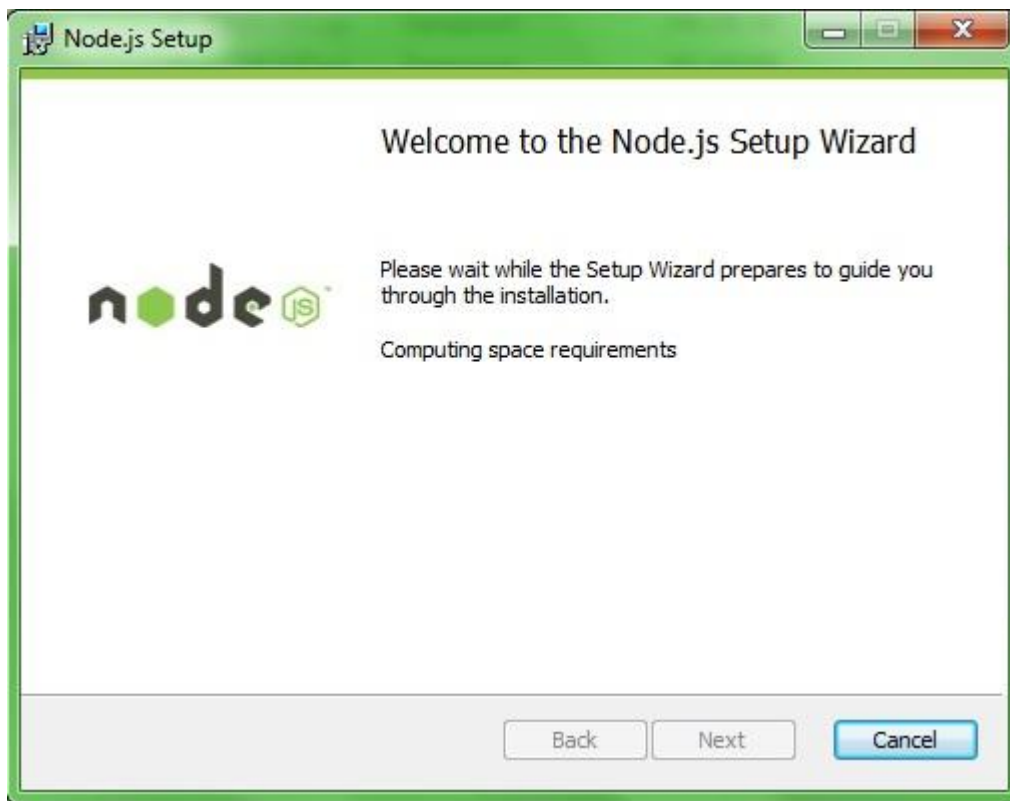 Node.js Setup
Welcome to the Node.js Setup Wizard
Please wait while the Setup Wizard prepares to guide you
through the installation.
node JS™
Computing space requirements
Back Next Cancel